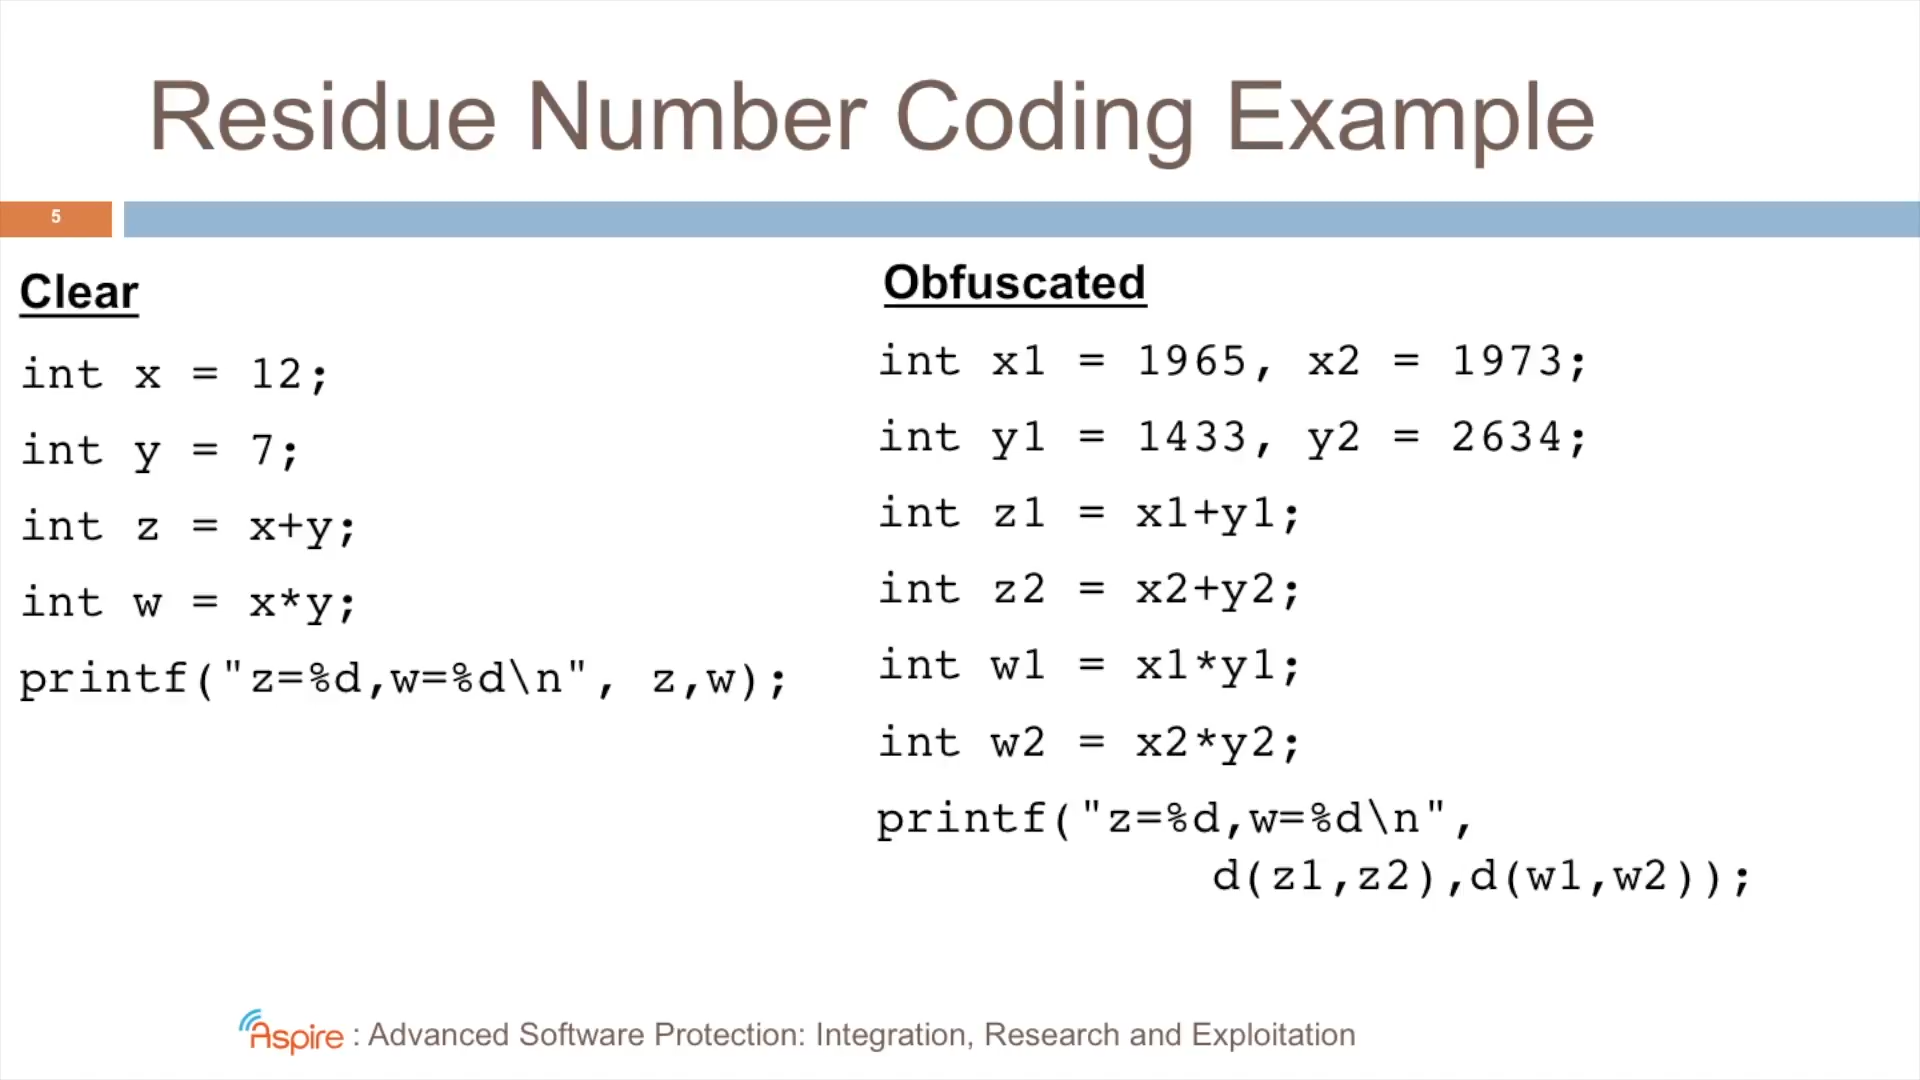 Residue Number Coding Example
5
Clear
int x = 12;
int y = 7;
int z = x+y;
int w = x*y;
printf("z=%d,w=%d\n", z,w);
Obfuscated
int x1 = 1965, x2 = 1973;
int y1 = 1433, y2 = 2634;
int z1 = x1+y1;
int z2 = x2+y2;
int w1 = x1*y1;
int w2 = x2*y2;
printf("z=%d,w=%d\n",
d(z1,z2),d(w1,w2));
Aspire : Advanced Software Protection: Integration, Research and Exploitation